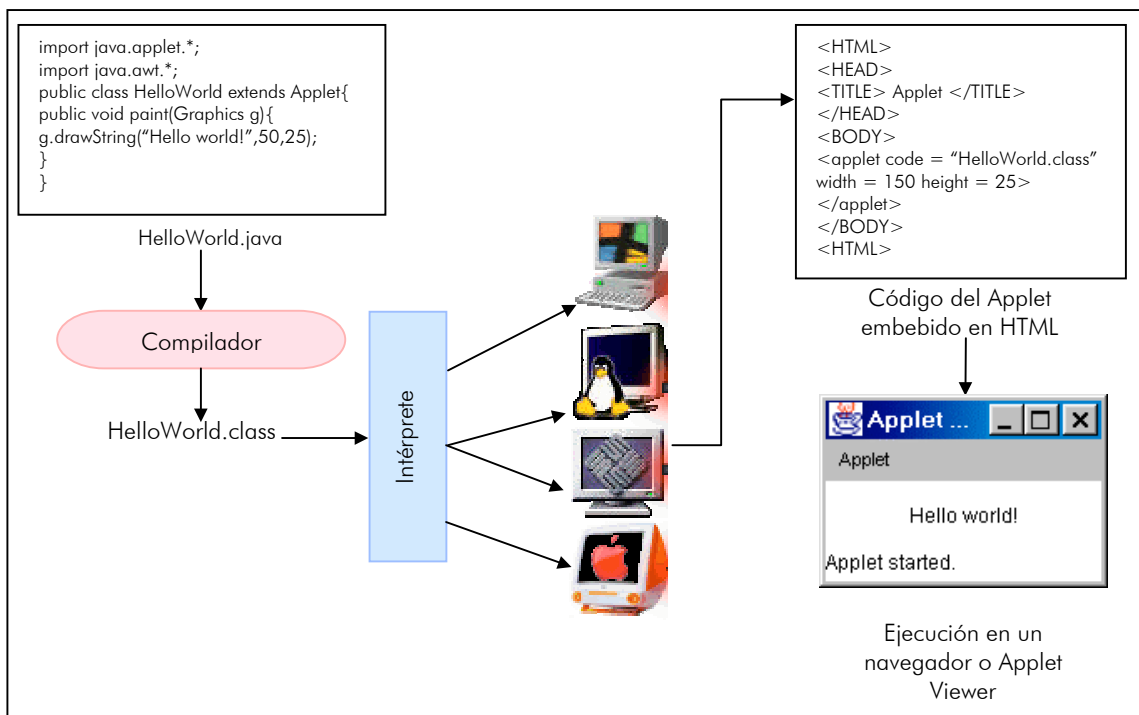 import java.applet.*;
import java.awt.*;
public class HelloWorld extends Applet{
public void paint(Graphics g){
g.drawString(“Hello world!”,50,25);
}
}
HelloWorld.java
Compilador
HelloWorld.class
Intérprete
<HTML>
<HEAD>
<TITLE> Applet </TITLE>
</HEAD>
<BODY>
<applet code = “HelloWorld.class”
width = 150 height = 25>
</applet>
</BODY>
<HTML>
Código del Applet
embebido en HTML
Applet ...
Applet
Hello world!
Applet started.
Ejecución en un
navegador o Applet
Viewer